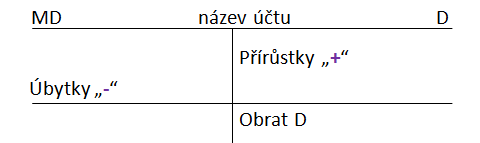 MD název účtu D
Přírůstky „+“
Úbytky „-“
Obrat D